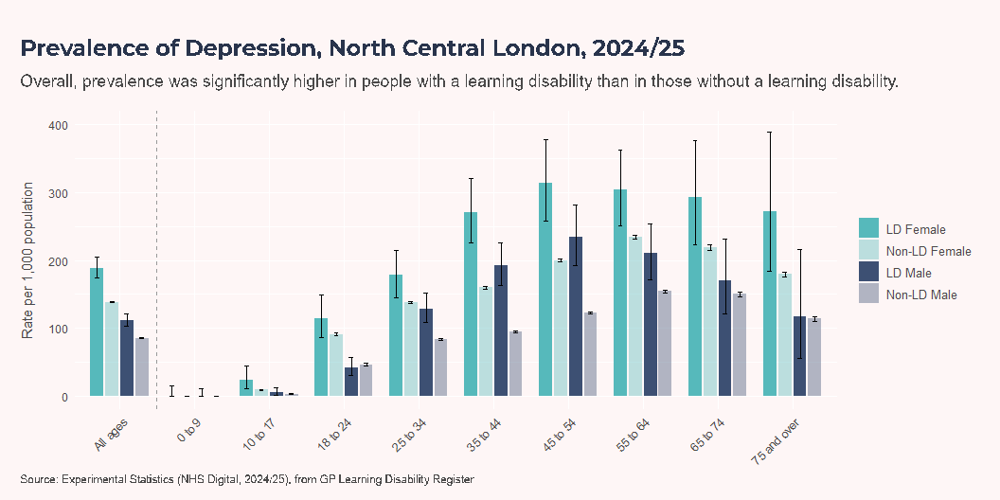 Prevalence of Depression, North Central London, 2024/25
Overall, prevalence was significantly higher in people with a learning disability than in those without a learning disability.
Rate per 1,000 population
400
300
200
100
0
All ages
0 to 9
10 to 17
18 to 24
25 to 34
35 to 44
45 to 54
55 to 64
65 to 74
75 and over
LD Female
Non-LD Female
LD Male
Non-LD Male
Source: Experimental Statistics (NHS Digital, 2024/25), from GP Learning Disability Register